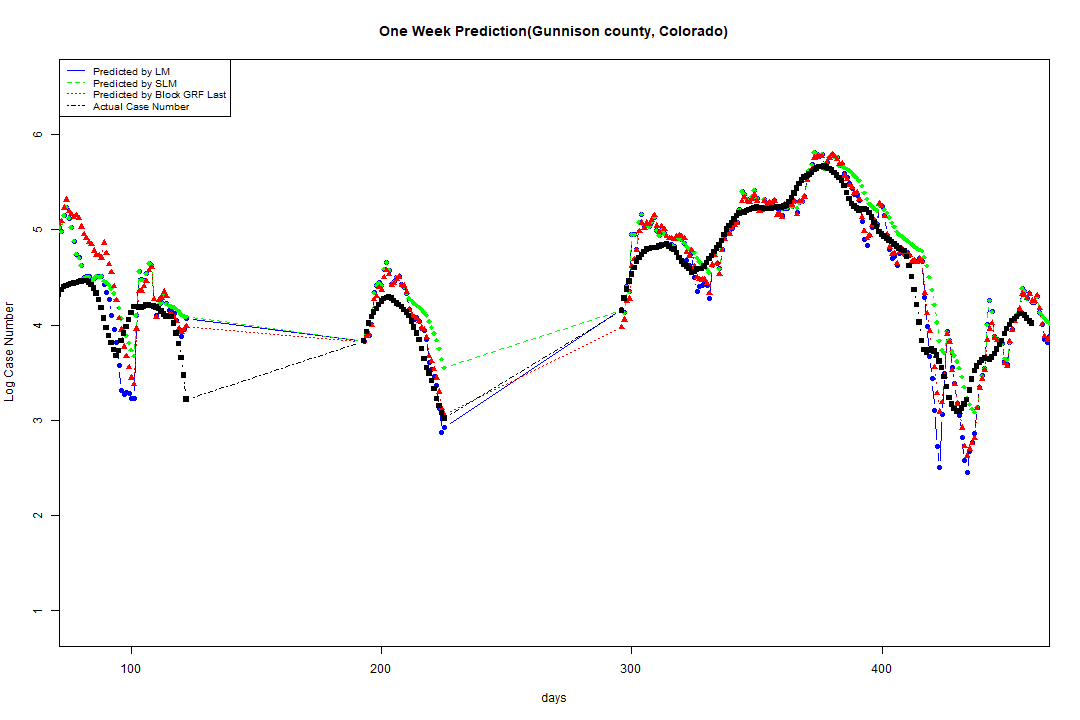 One Week Prediction(Gunnison county, Colorado)
Predicted by LM
Predicted by SLM
Predicted by Block GRF Last
Actual Case Number
6
5
4
3
2
1
Log Case Number
100 200 300 400
days